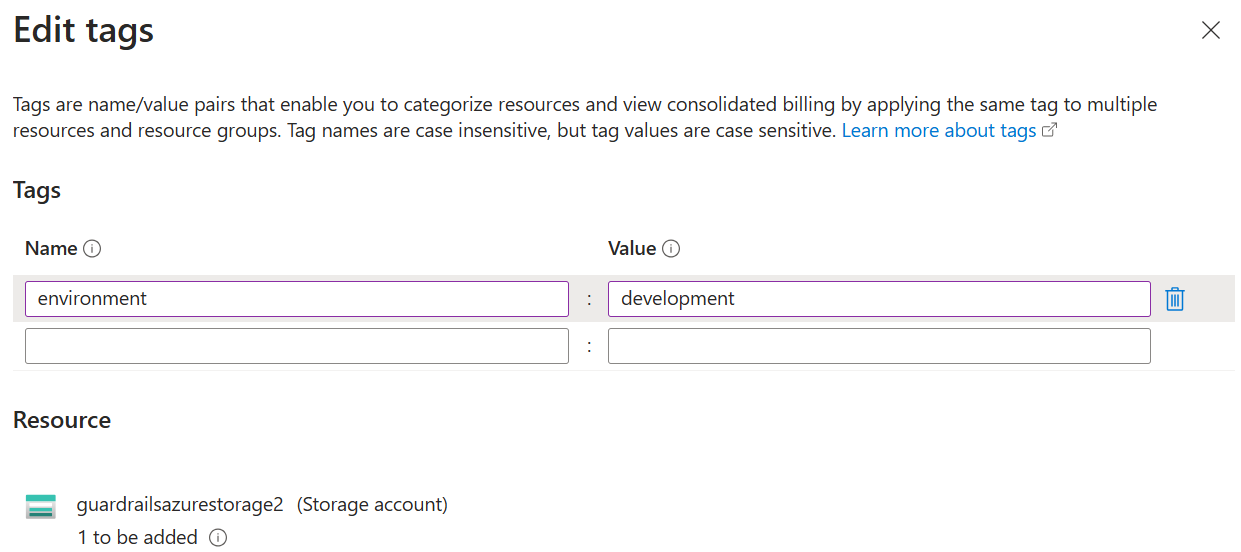 Edit tags
Tags are name/value pairs that enable you to categorize resources and view consolidated billing by applying the same tag to multiple
resources and resource groups. Tag names are case insensitive, but tag values are case sensitive. Learn more about tags
Tags
Name Value
environment : development
:
Resource
guardrailsazurestorage2 (Storage account)
1 to be added